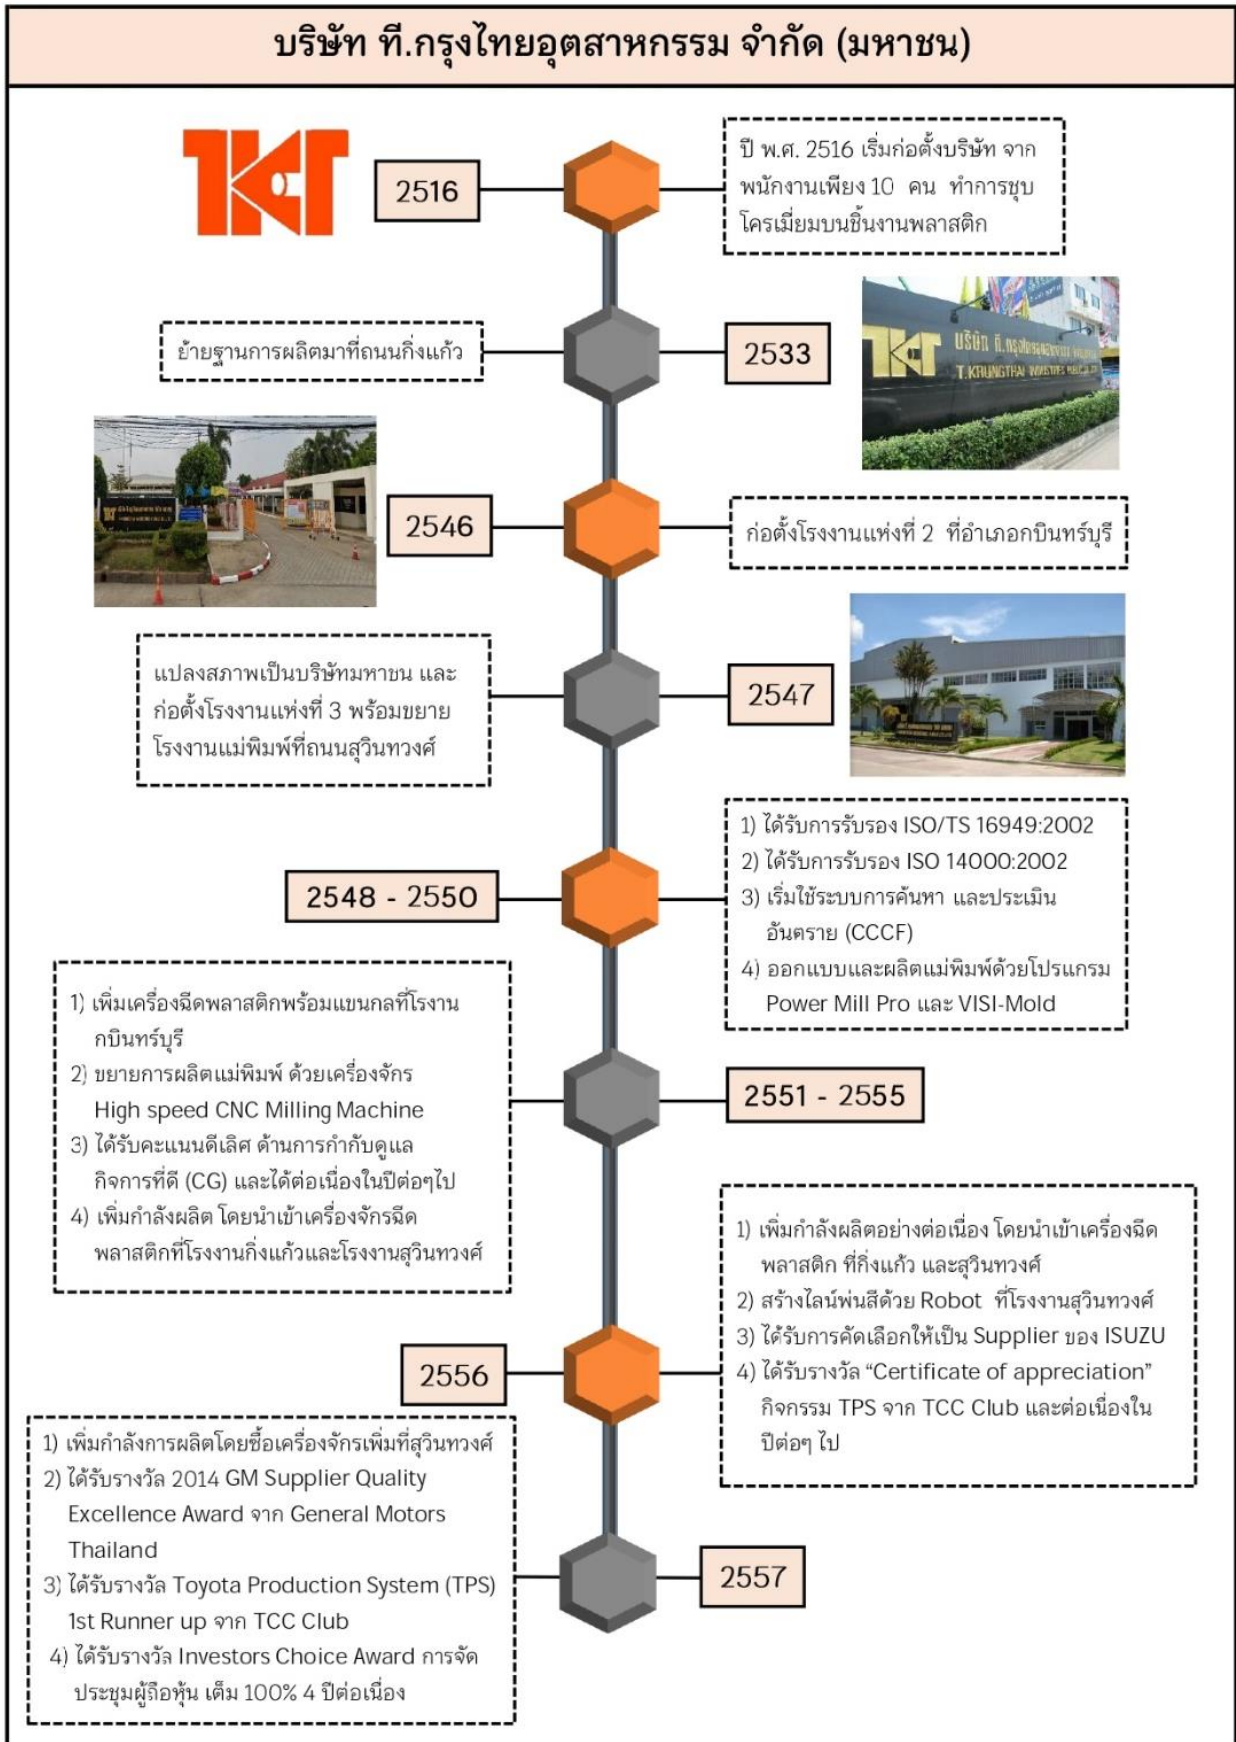 บริษัท ที.กรุงไทยอุตสาหกรรม จำกัด (มหาชน)
TKT
2516
ปี พ.ศ. 2516 เริ่มก่อตั้งบริษัท จาก
พนักงานเพียง 10 คน ทำการชุบ
โครเมี่ยมบนชิ้นงานพลาสติก
ย้ายฐานการผลิตมาที่ถนนกิ่งแก้ว
2533
TKT
บริษัท ที.กรุงไทยอุตสาหกรรม
T.KRUNGTHAI INDUSTRIES PUBLIC CO.,LTD
2546
ก่อตั้งโรงงานแห่งที่ 2 ที่อำเภอกบินทร์บุรี
TKT
แปลงสภาพเป็นบริษัทมหาชน และ
ก่อตั้งโรงงานแห่งที่ 3 พร้อมขยาย
โรงงานแม่พิมพ์ที่ถนนสุวินทวงศ์
2547
2548 - 2550
1) ได้รับการรับรอง ISO/TS 16949:2002
2) ได้รับการรับรอง ISO 14000:2002
3) เริ่มใช้ระบบการค้นหา และประเมิน
อันตราย (CCCF)
4) ออกแบบและผลิตแม่พิมพ์ด้วยโปรแกรม
Power Mill Pro และ VISI-Mold
1) เพิ่มเครื่องฉีดพลาสติกพร้อมแขนกลที่โรงาน
กบินทร์บุรี
2) ขยายการผลิตแม่พิมพ์ ด้วยเครื่องจักร
High speed CNC Milling Machine
3) ได้รับคะแนนดีเลิศ ด้านการกำกับดูแล
กิจการที่ดี (CG) และได้ต่อเนื่องในปีต่อๆไป
4) เพิ่มกำลังผลิต โดยนำเข้าเครื่องจักรฉีด
พลาสติกที่โรงงานกิ่งแก้วและโรงงานสุวินทวงศ์
2551 - 2555
2556
1) เพิ่มกำลังผลิตอย่างต่อเนื่อง โดยนำเข้าเครื่องฉีด
พลาสติก ที่กิ่งแก้ว และสุวินทวงศ์
2) สร้างไลน์พ่นสีด้วย Robot ที่โรงงานสุวินทวงศ์
3) ได้รับการคัดเลือกให้เป็น Supplier ของ ISUZU
4) ได้รับรางวัล “Certificate of appreciation”
กิจกรรม TPS จาก TCC Club และต่อเนื่องใน
ปีต่อๆ ไป
1) เพิ่มกำลังการผลิตโดยซื้อเครื่องจักรเพิ่มที่สุวินทวงศ์
2) ได้รับรางวัล 2014 GM Supplier Quality
Excellence Award จาก General Motors
Thailand
3) ได้รับรางวัล Toyota Production System (TPS)
1st Runner up จาก TCC Club
4) ได้รับรางวัล Investors Choice Award การจัด
ประชุมผู้ถือหุ้น เต็ม 100% 4 ปีต่อเนื่อง
2557